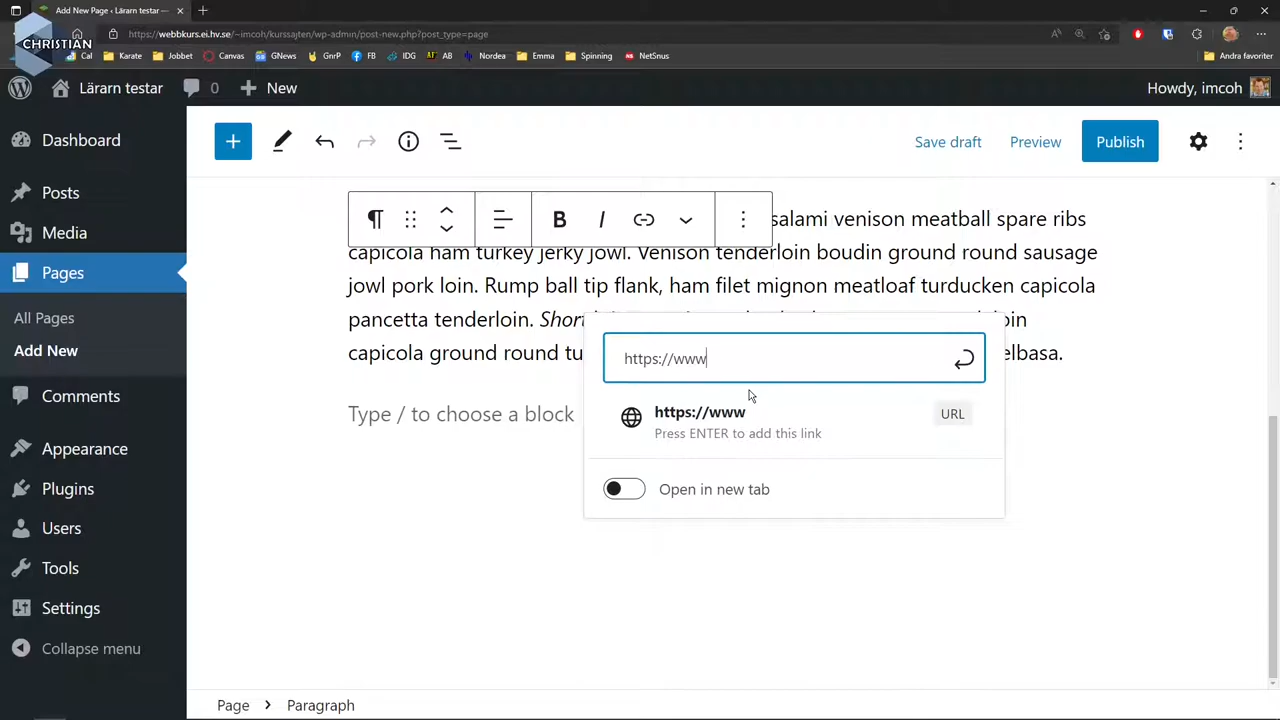 Add New Page ‹ Lärarn testar —
CHRISTIAN
https://webbkurs.ei.hv.se/~imcoh/kurssajten/wp-admin/post-new.php?post_type=page
Cal
Karate
Jobbet
Canvas
GNews
GnrP
FB
IDG
AF AB
Nordea
Emma
Spinning
NetSnus
Andra favoriter
Lärarn testar
0
New
Howdy, imcoh
Save draft
Preview
Publish
Dashboard
Posts
Media
Pages
All Pages
Add New
Comments
Appearance
Plugins
Users
Tools
Settings
Collapse menu
B I
salami venison meatball spare ribs
capicola ham turkey jerky jowl. Venison tenderloin boudin ground round sausage
jowl pork loin. Rump ball tip flank, ham filet mignon meatloaf turducken capicola
pancetta tenderloin. Short loin
capicola ground round tu elbasa.
https://www
https://www
URL
Press ENTER to add this link
Open in new tab
Type / to choose a block
Page > Paragraph